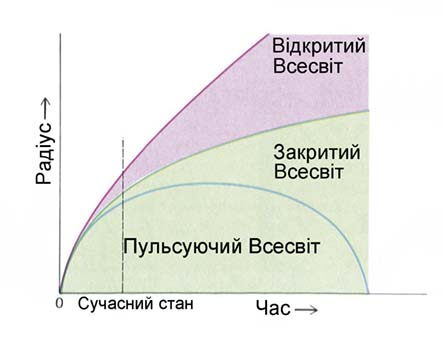 Відкритий
Всесвіт
Закритий
Всесвіт
Пульсуючий Всесвіт
Радіус→
0
Сучасний стан
Час→